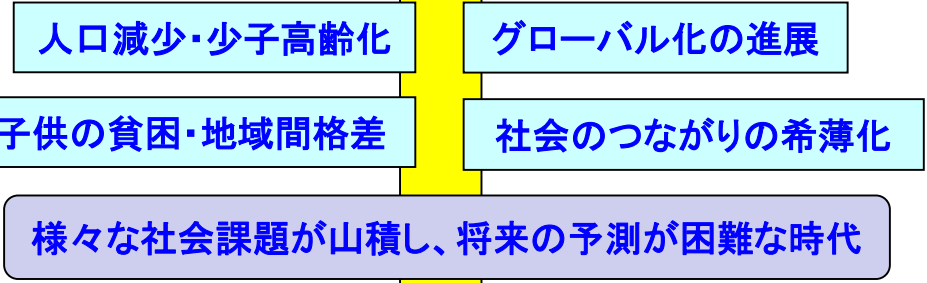 人口減少・少子高齢化
グローバル化の進展
子供の貧困・地域間格差
社会のつながりの希薄化
様々な社会課題が山積し、将来の予測が困難な時代